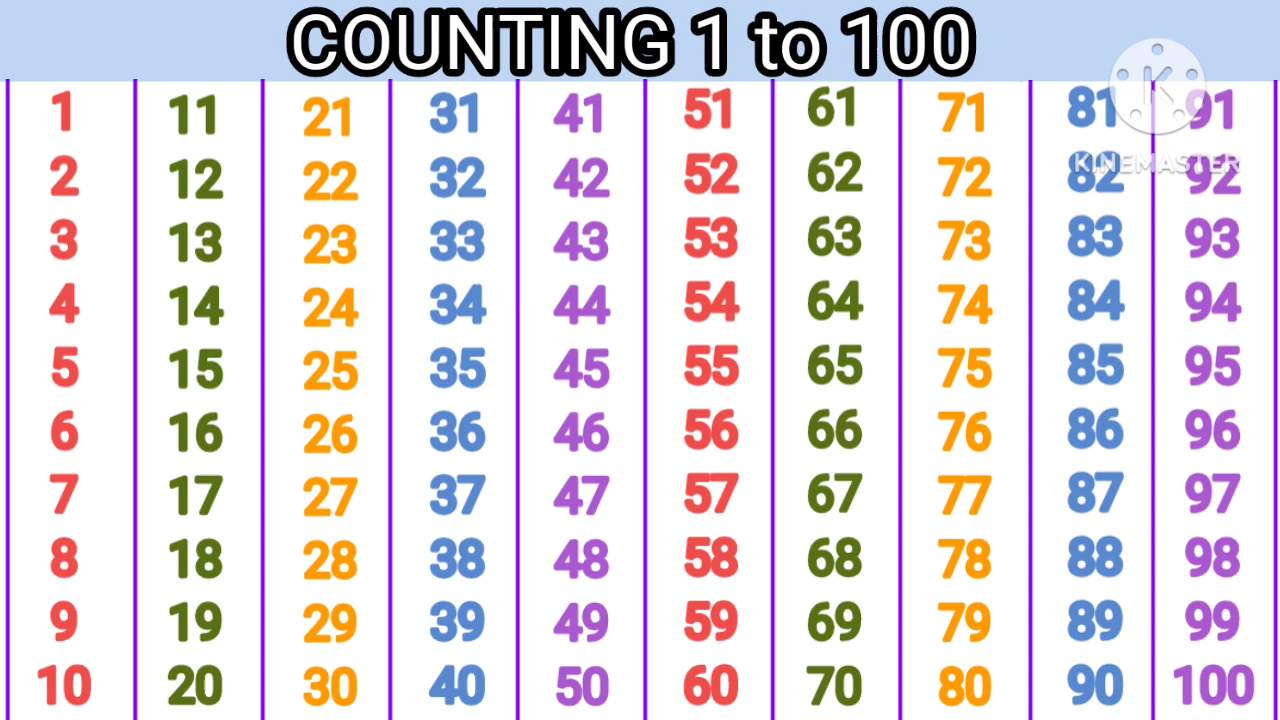 COUNTING 1 to 100
1 11 21 31 41 51 61 71 81 91
2 12 22 32 42 52 62 72 82 92
3 13 23 33 43 53 63 73 83 93
4 14 24 34 44 54 64 74 84 94
5 15 25 35 45 55 65 75 85 95
6 16 26 36 46 56 66 76 86 96
7 17 27 37 47 57 67 77 87 97
8 18 28 38 48 58 68 78 88 98
9 19 29 39 49 59 69 79 89 99
10 20 30 40 50 60 70 80 90 100
K
KINEMASTER